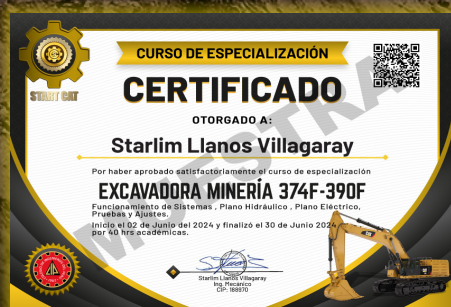 CURSO DE ESPECIALIZACIÓN
START CAT
CERTIFICADO
OTORGADO A:
Starlim Llanos Villagaray
Por haber aprobado satisfactoriamente el curso de especialización
EXCAVADORA MINERÍA 374F-390F
Funcionamiento de Sistemas , Plano Hidráulico , Plano Eléctrico,
Pruebas y Ajustes.
Inicio el 02 de Junio del 2024 y finalizó el 30 de Junio 2024
por 40 hrs académicas.
MUESTRA
Starlim Llanos Villagaray
Ing. Mecánico
CIP: 188970